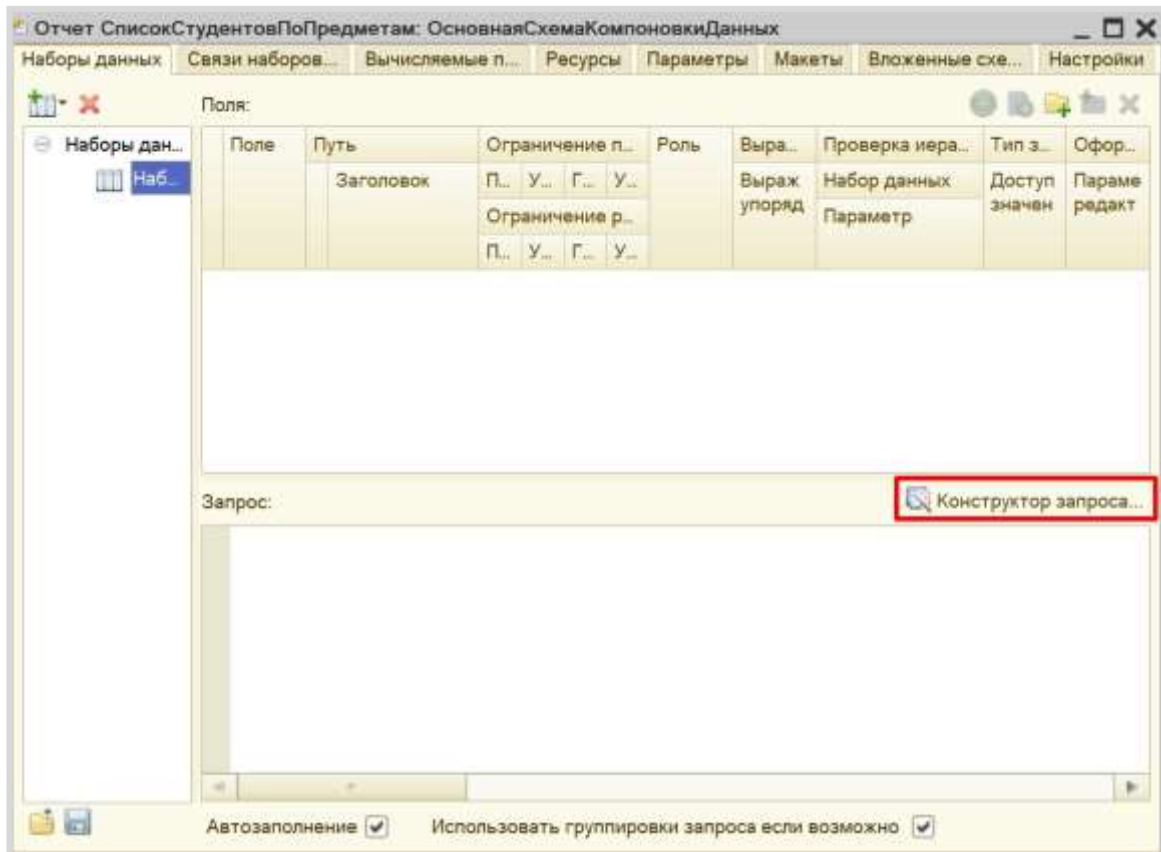 Отчет СписокСтудентовПоПредметам: ОсновнаяСхемаКомпоновкиДанных
Наборы данных Связи наборов... Вычисляемые п... Ресурсы Параметры Макеты Вложенные схе... Настройки
Поля:
Наборы дан...
Наб...
Поле Путь Ограничение п... Роль Выра... Проверка иера... Тип з... Офор...
Заголовок П... У... Г... У... Выраж Набор данных Доступ Параме
упоряд значен редакт
Ограничение р... Параметр
П... У... Г... У...
Запрос: Конструктор запроса...
Автозаполнение Использовать группировки запроса если возможно